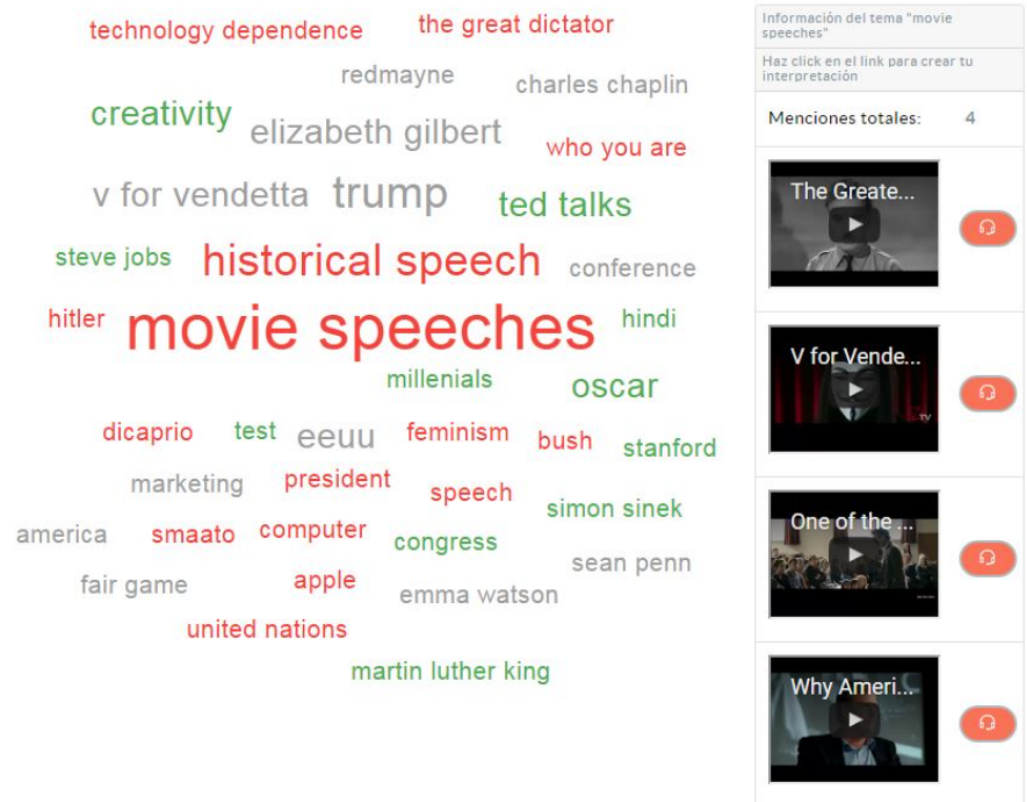 technology dependence
the great dictator
redmayne
charles chaplin
creativity
elizabeth gilbert
who you are
v for vendetta
trump
ted talks
steve jobs
historical speech
conference
hitler
movie speeches
hindi
millenials
oscar
dicaprio
test
eeuu
feminism
bush
stanford
marketing
president
speech
simon sinek
america
smaato
computer
congress
sean penn
fair game
apple
emma watson
united nations
martin luther king
Información del tema "movie
speeches"
Haz click en el link para crear tu
interpretación
Menciones totales: 4
The Greate...
V for Vende...
TV
One of the ...
Why Ameri...